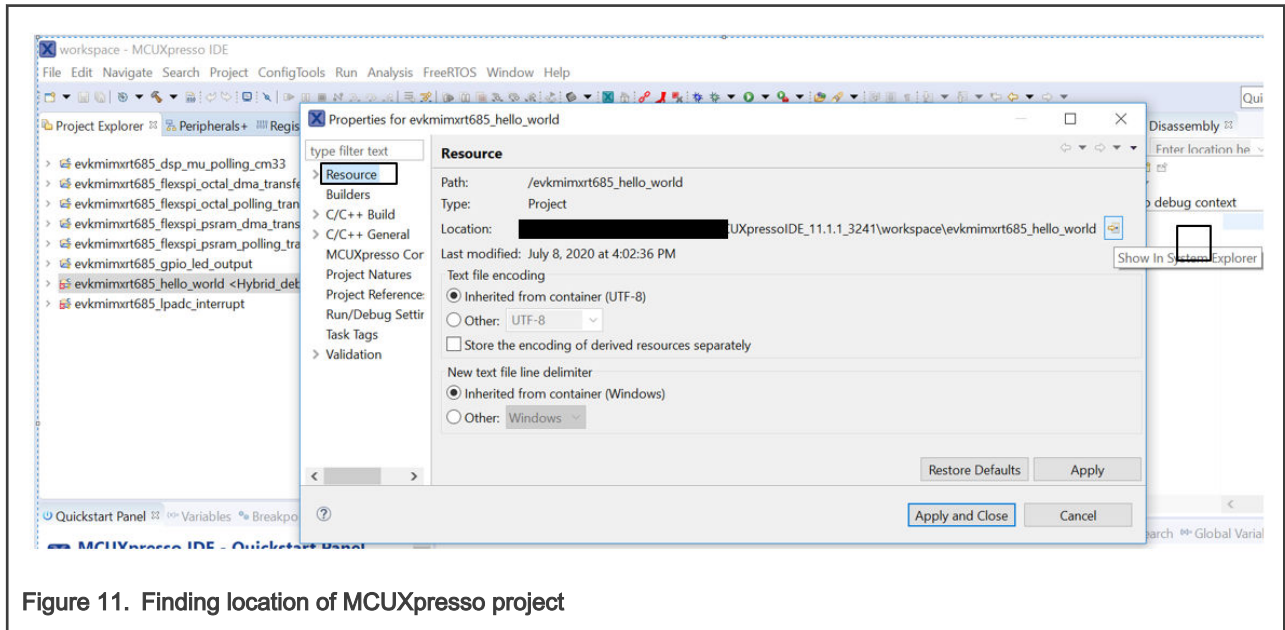 workspace - MCUXpresso IDE
File Edit Navigate Search Project ConfigTools Run Analysis FreeRTOS Window Help
Qui
Project Explorer Peripherals+ Regis
Disassembly
Enter location he
evkmimxrt685_dsp_mu_polling_cm33
evkmimxrt685_flexspi_octal_dma_transfe
evkmimxrt685_flexspi_octal_polling_tran
evkmimxrt685_flexspi_psram_dma_trans
evkmimxrt685_flexspi_psram_polling_tra
evkmimxrt685_gpio_led_output
evkmimxrt685_hello_world <Hybrid_det
evkmimxrt685_lpadc_interrupt
debug context
Properties for evkmimxrt685_hello_world
type filter text
Resource
Builders
C/C++ Build
C/C++ General
MCUXpresso Cor
Project Natures
Project Reference:
Run/Debug Settir
Task Tags
Validation
Resource
Path: /evkmimxrt685_hello_world
Type: Project
Location: UXpressoIDE_11.1.1_3241\workspace\evkmimxrt685_hello_world
Show In System Explorer
Last modified: July 8, 2020 at 4:02:36 PM
Text file encoding
Inherited from container (UTF-8)
Other: UTF-8
Store the encoding of derived resources separately
New text file line delimiter
Inherited from container (Windows)
Other: Windows
Restore Defaults Apply
Apply and Close Cancel
Quickstart Panel Variables Breakpo
earch Global Varia
MCUXpresso IDE - Quickstart Panel
Figure 11. Finding location of MCUXpresso project